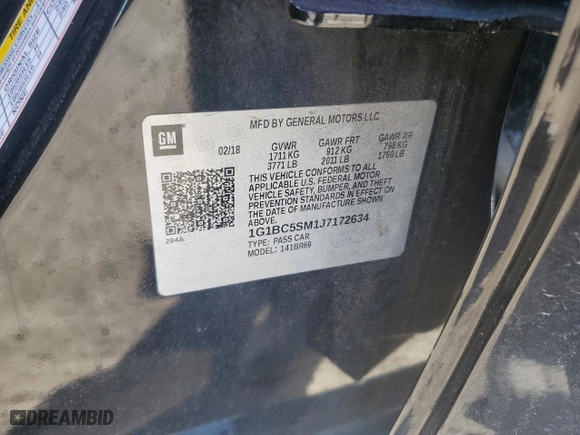 TIRE AND
GM
MFD BY GENERAL MOTORS LLC
02/18
GVWR GAWR FRT GAWR RR
1711 KG 912 KG 798 KG
3771 LB 2011 LB 1760 LB
THIS VEHICLE CONFORMS TO ALL
APPLICABLE U.S. FEDERAL MOTOR
VEHICLE SAFETY, BUMPER, AND THEFT
PREVENTION STANDARDS IN EFFECT ON
THE DATE OF MANUFACTURE SHOWN
ABOVE.
284A
1G1BC5SM1J7172634
TYPE: PASS CAR
MODEL: 141BR69
DREAMBID